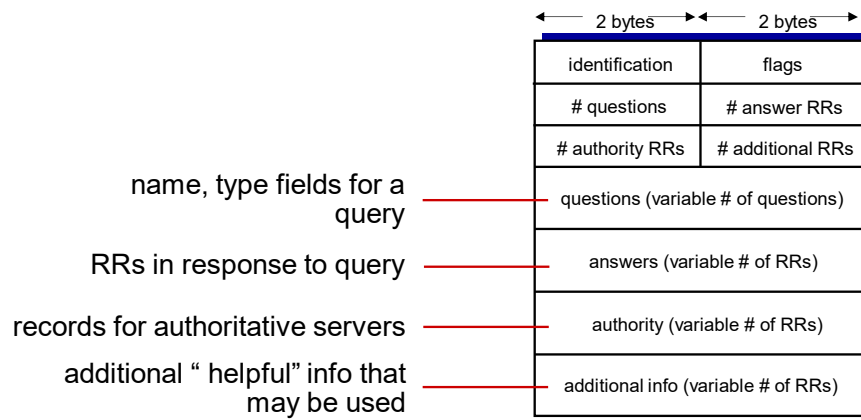 2 bytes 2 bytes
identification flags
# questions # answer RRs
# authority RRs # additional RRs
name, type fields for a
query
questions (variable # of questions)
RRs in response to query
answers (variable # of RRs)
records for authoritative servers
authority (variable # of RRs)
additional “ helpful” info that
may be used
additional info (variable # of RRs)